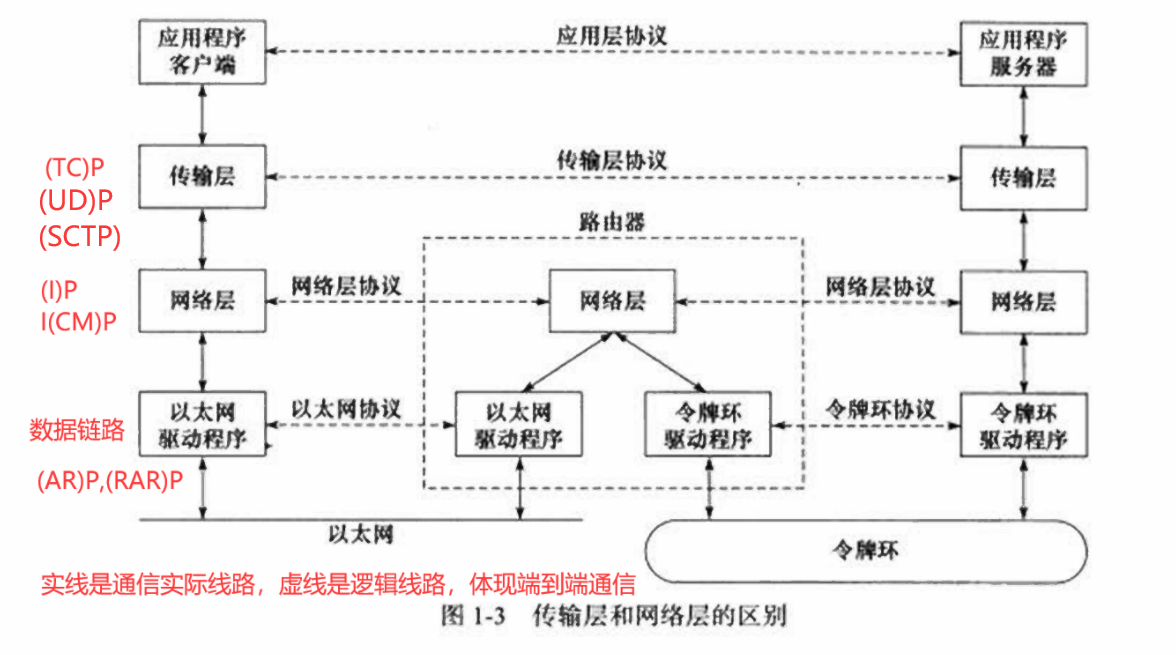 应用程序
客户端
应用层协议
应用程序
服务器
(TC)P
(UD)P
(SCTP)
传输层
传输层协议
传输层
路由器
(I)P
I(CM)P
网络层
网络层协议
网络层
网络层协议
网络层
数据链路
(AR)P,(RAR)P
以太网
驱动程序
以太网协议
以太网
驱动程序
令牌环
驱动程序
令牌环协议
令牌环
驱动程序
以太网
令牌环
实线是通信实际线路，虚线是逻辑线路，体现端到端通信
图 1-3 传输层和网络层的区别